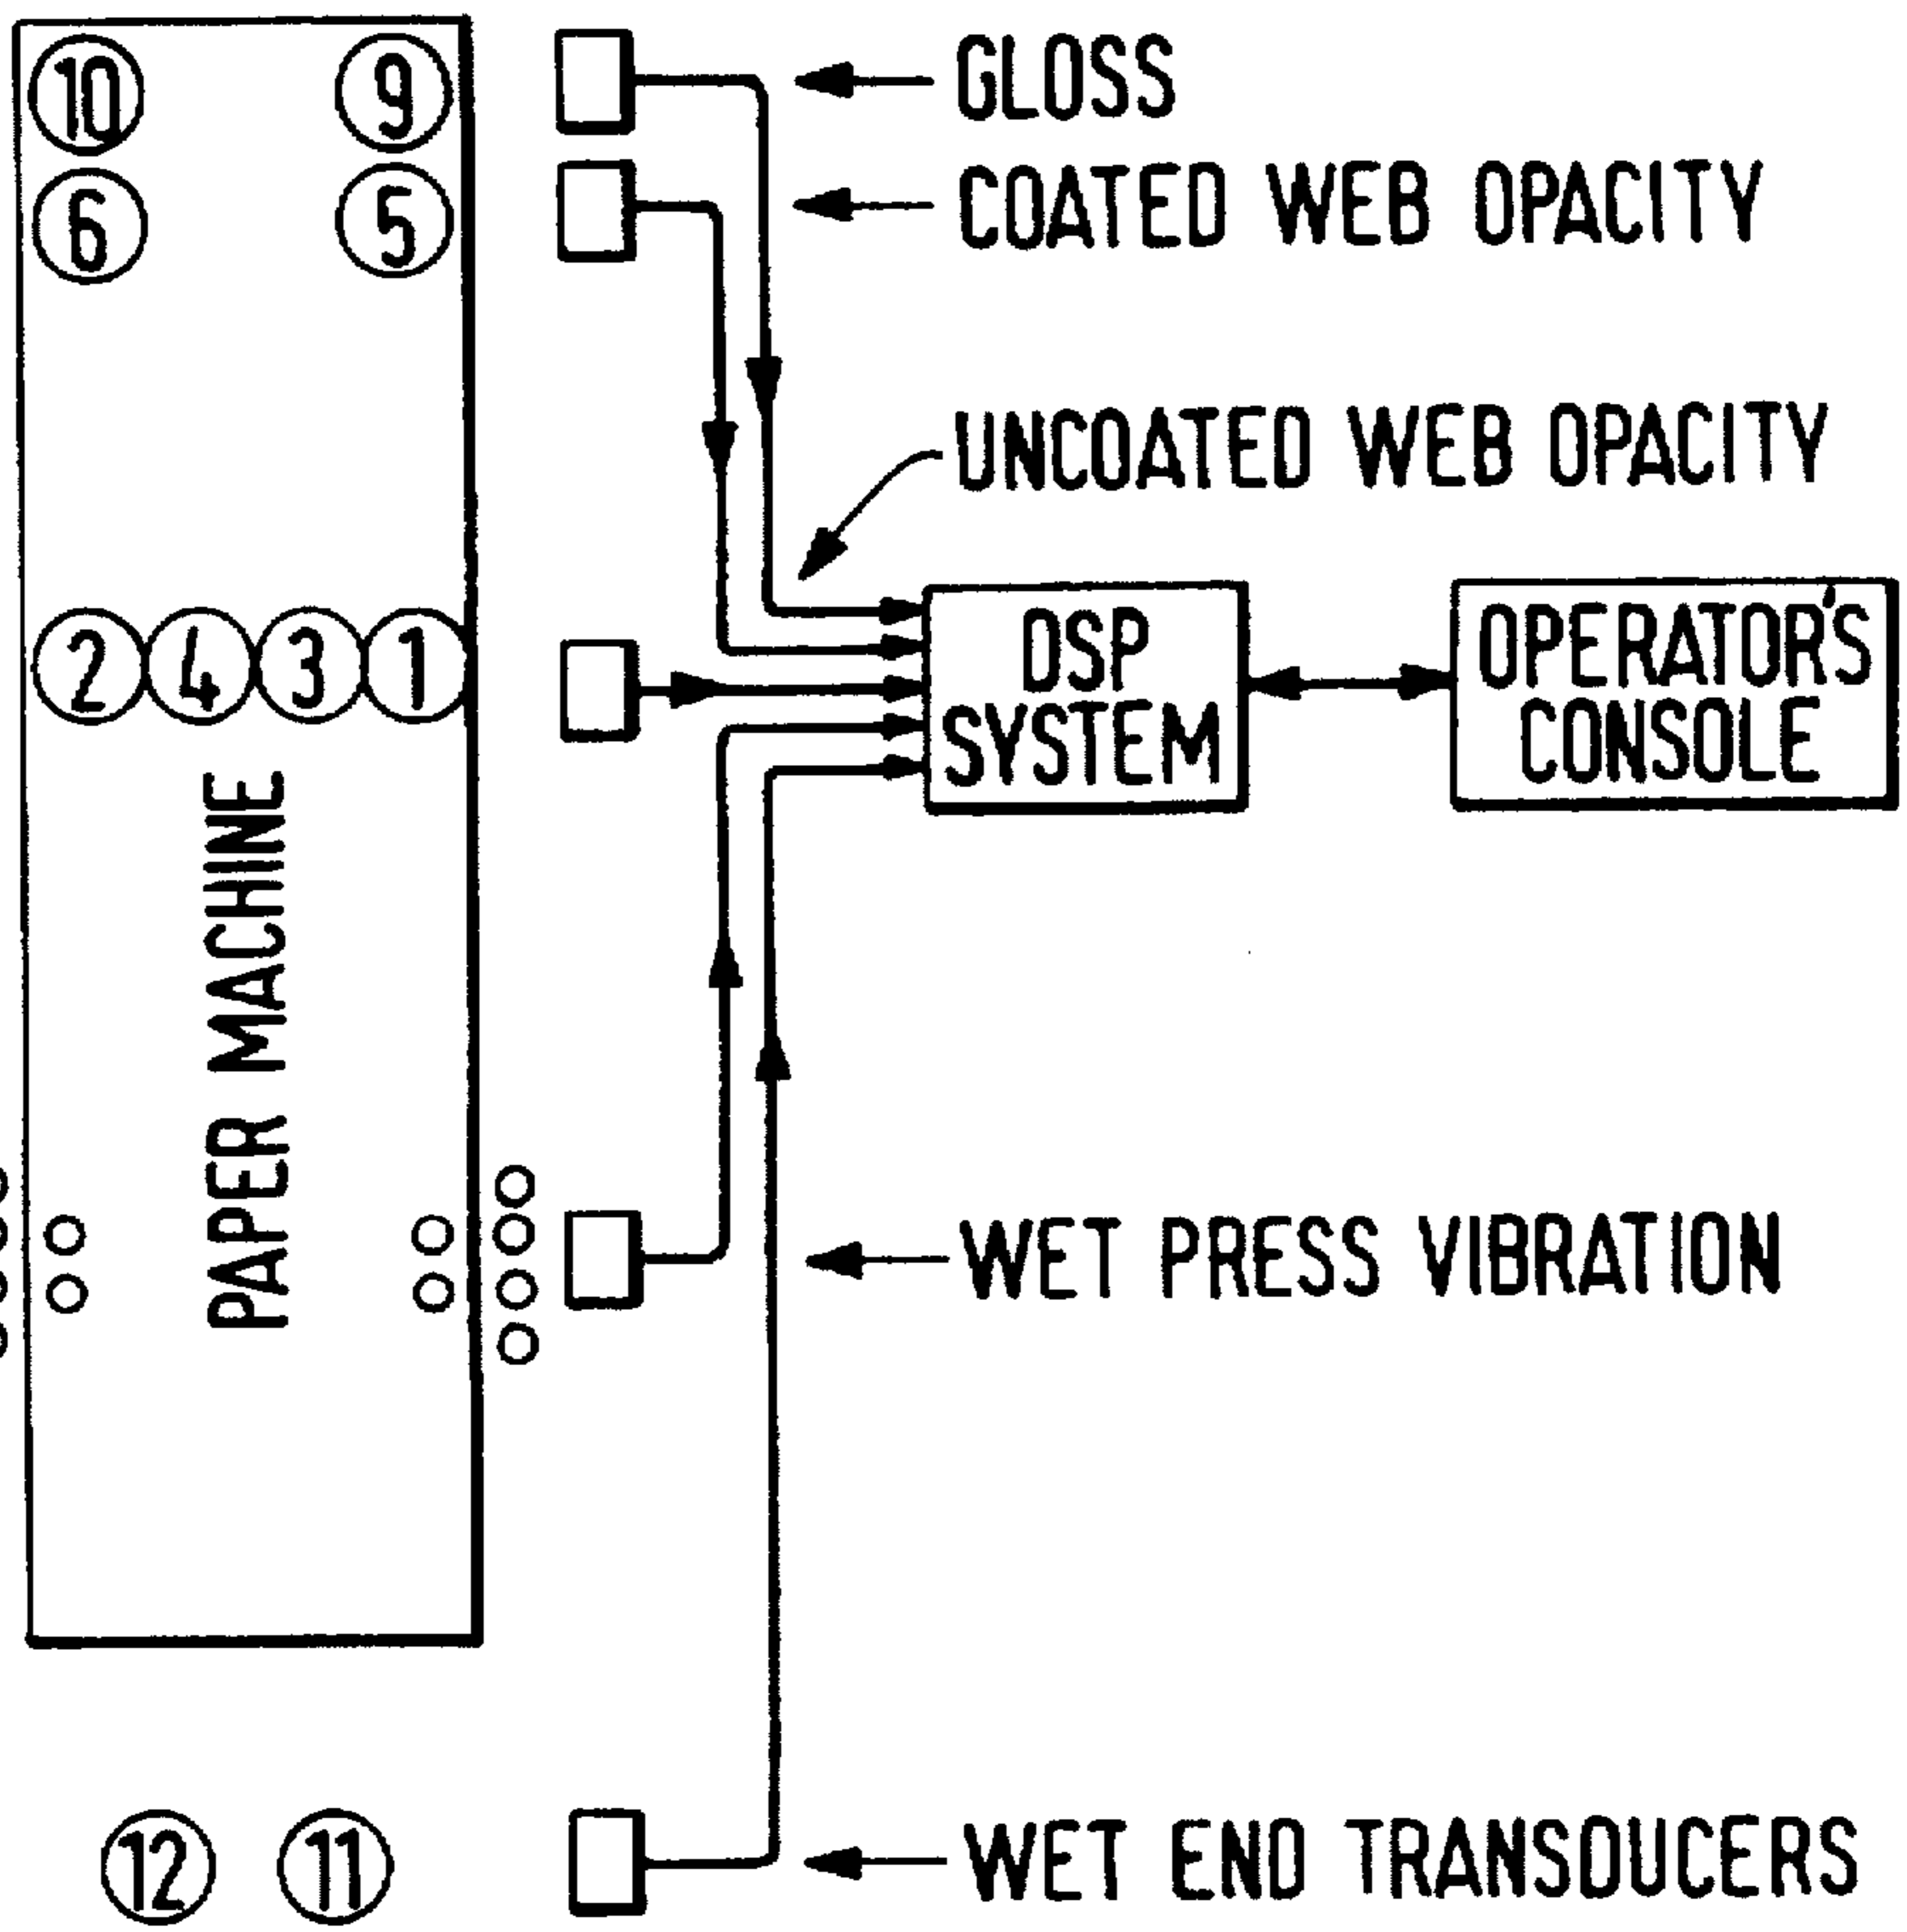 10 9 GLOSS
6 5 COATED WEB OPACITY
UNCOATED WEB OPACITY
2 4 3 1
DSP
SYSTEM
OPERATOR'S
CONSOLE
PAPER MACHINE
WET PRESS VIBRATION
12 11 WET END TRANSDUCERS